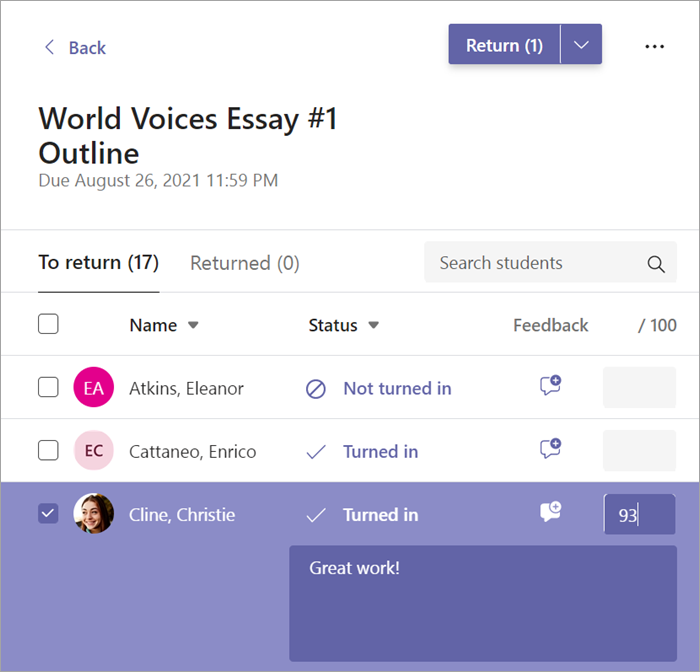 Back
Return (1)
World Voices Essay #1
Outline
Due August 26, 2021 11:59 PM
To return (17) Returned (0) Search students
Name Status Feedback / 100
EA Atkins, Eleanor Not turned in
EC Cattaneo, Enrico Turned in
Cline, Christie Turned in 93
Great work!